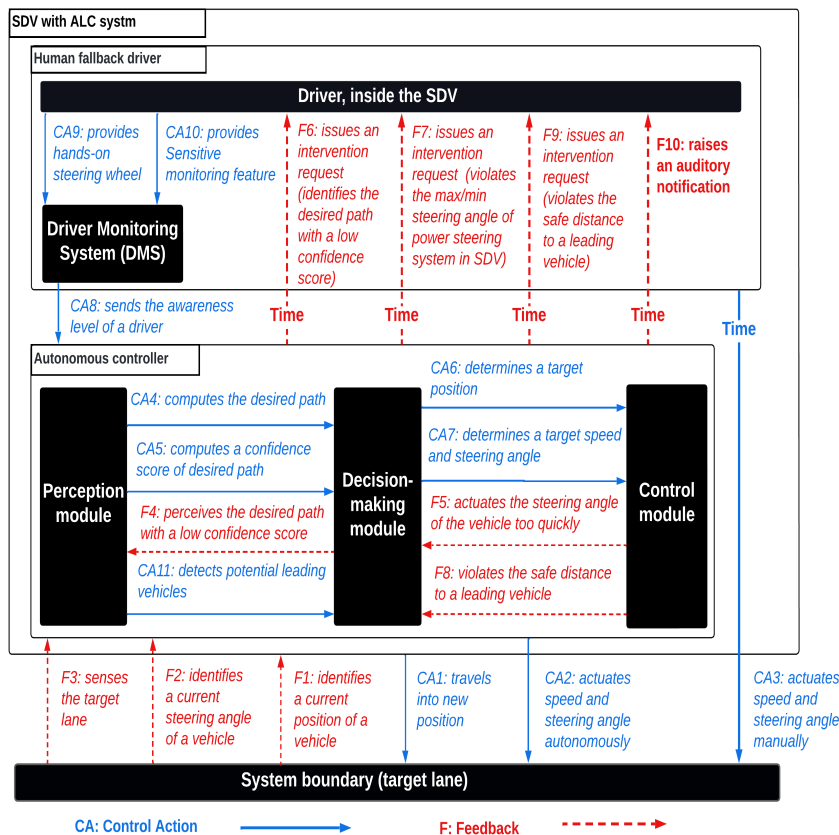 SDV with ALC systm
Human fallback driver
Driver, inside the SDV
CA9: provides
hands-on
steering wheel
CA10: provides
Sensitive
monitoring feature
F6: issues an
intervention
request
(identifies the
desired path
with a low
confidence
score)
F7: issues an
intervention
request (violates
the max/min
steering angle of
power steering
system in SDV)
F9: issues an
intervention
request
(violates the
safe distance
to a leading
vehicle)
F10: raises
an auditory
notification
Driver Monitoring
System (DMS)
CA8: sends the awareness
level of a driver
Time
Time
Time
Time
Time
Autonomous controller
CA4: computes the desired path
CA5: computes a confidence
score of desired path
F4: perceives the desired path
with a low confidence score
CA11: detects potential leading
vehicles
Perception
module
Decision-
making
module
CA6: determines a target
position
CA7: determines a target speed
and steering angle
F5: actuates the steering angle
of the vehicle too quickly
F8: violates the safe distance
to a leading vehicle
Control
module
F3: senses
the target
lane
F2: identifies
a current
steering angle
of a vehicle
F1: identifies
a current
position of a
vehicle
CA1: travels
into new
position
CA2: actuates
speed and
steering angle
autonomously
CA3: actuates
speed and
steering angle
manually
System boundary (target lane)
CA: Control Action
F: Feedback